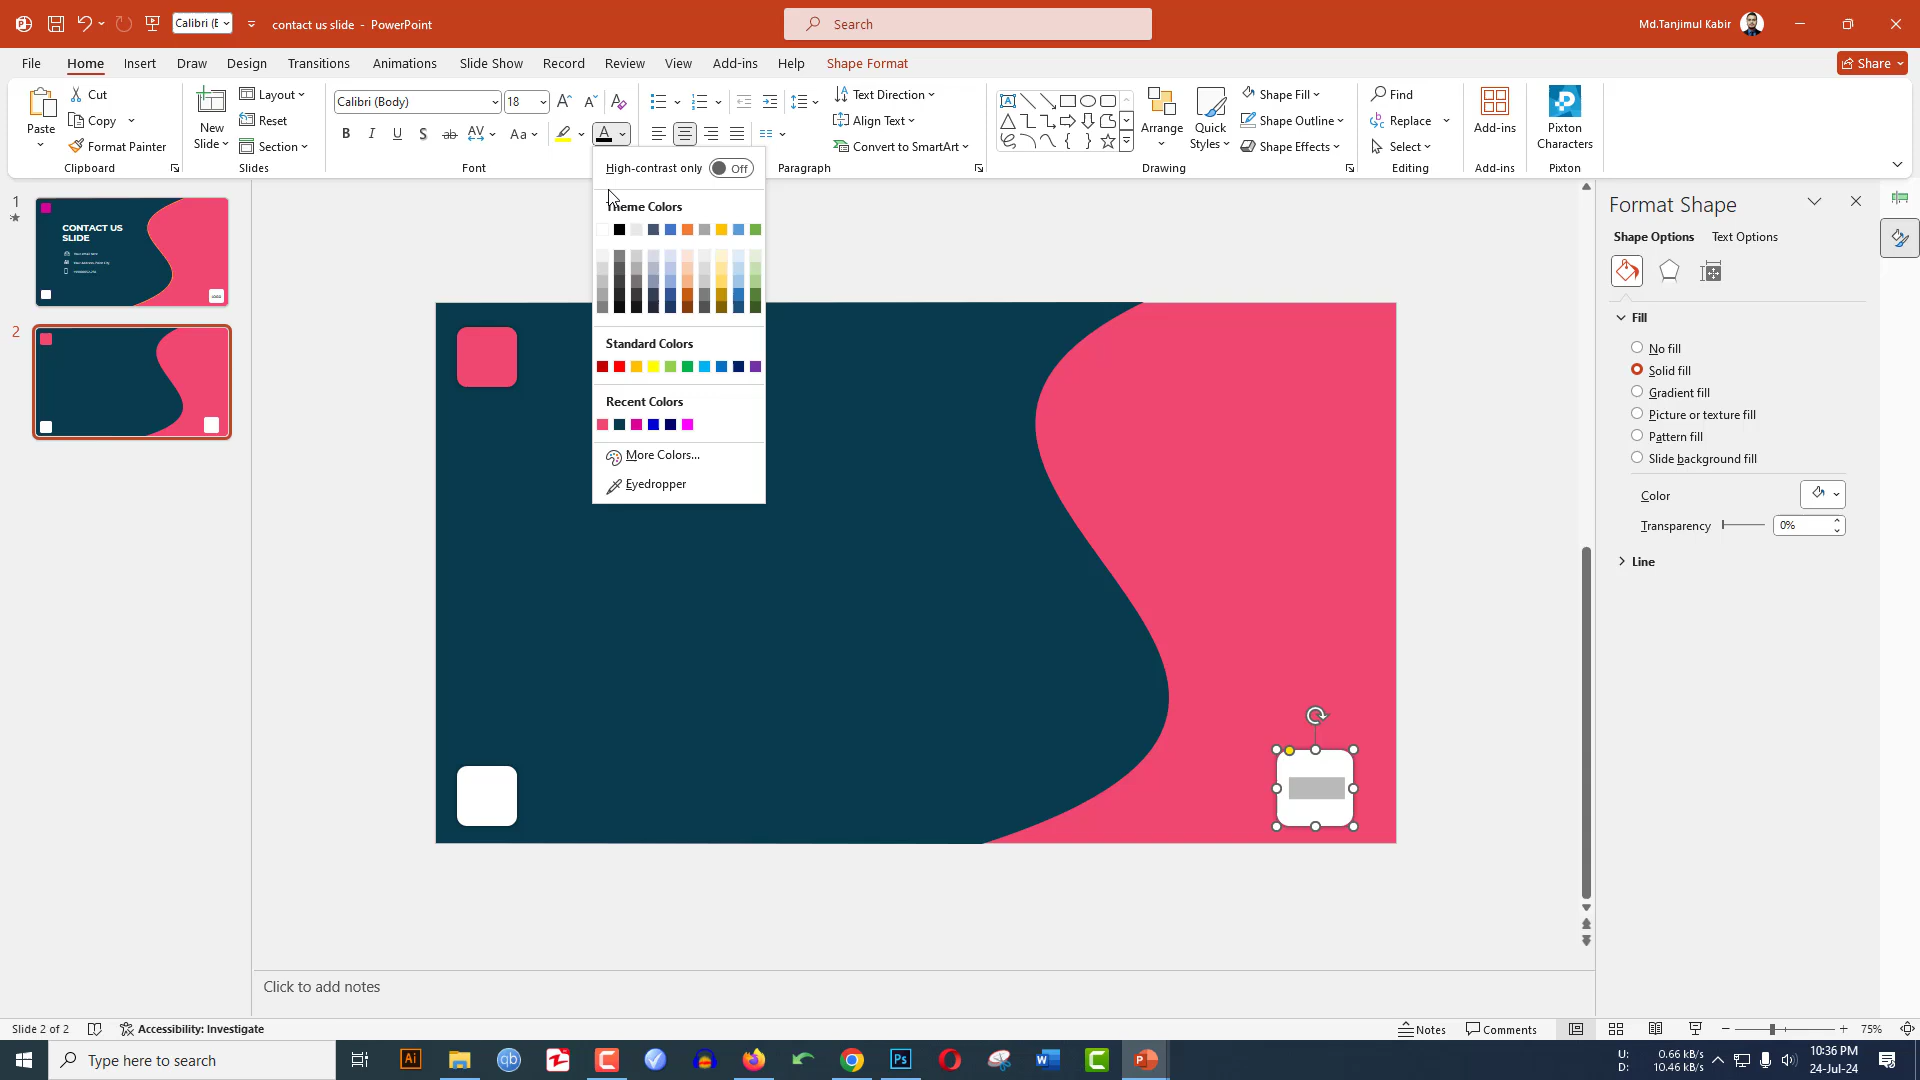 Calibri (E
contact us slide - PowerPoint
Search
Md.Tanjimul Kabir
File Home Insert Draw Design Transitions Animations Slide Show Record Review View Add-ins Help Shape Format
Share
Paste
Cut
Copy
Format Painter
Clipboard
New Slide
Layout
Reset
Section
Slides
Calibri (Body) 18
B I U S ab AV Aa A
Font
Text Direction
Align Text
Convert to SmartArt
Paragraph
Arrange
Quick Styles
Shape Fill
Shape Outline
Shape Effects
Drawing
Find
Replace
Select
Editing
Add-ins
Add-ins
Pixton Characters
Pixton
High-contrast only Off
Theme Colors
Standard Colors
Recent Colors
More Colors...
Eyedropper
1
CONTACT US
SLIDE
2
Format Shape
Shape Options Text Options
Fill
No fill
Solid fill
Gradient fill
Picture or texture fill
Pattern fill
Slide background fill
Color
Transparency 0%
Line
Click to add notes
Slide 2 of 2
Accessibility: Investigate
Notes
Comments
75%
Type here to search
U: 0.66 kB/s
D: 10.46 kB/s
10:36 PM
24-Jul-24